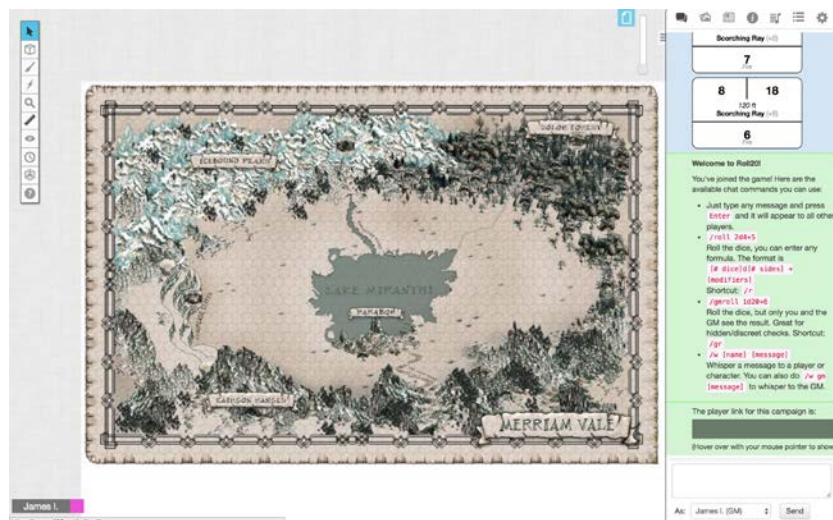 Scorching Ray (+8)
7
Fire
8 18
120 ft
Scorching Ray (+8)
6
Fire
Welcome to Roll20!
You've joined the game! Here are the
available chat commands you can use:
• Just type any message and press
Enter and it will appear to all other
players.
• /roll 2d4+5
Roll the dice, you can enter any
formula. The format is
[# dice]d[# sides] +
[modifiers]
Shortcut: /r
• /gmroll 1d20+6
Roll the dice, but only you and the
GM see the result. Great for
hidden/discreet checks. Shortcut:
/gr
• /w [name] [message]
Whisper a message to a player or
character. You can also do /w gm
[message] to whisper to the GM.
The player link for this campaign is:
(Hover over with your mouse pointer to show
As: James I. (GM) Send
ICEBOUND PEAKS
LAKE MIRANTHI
MERRIAM VALE
James I.